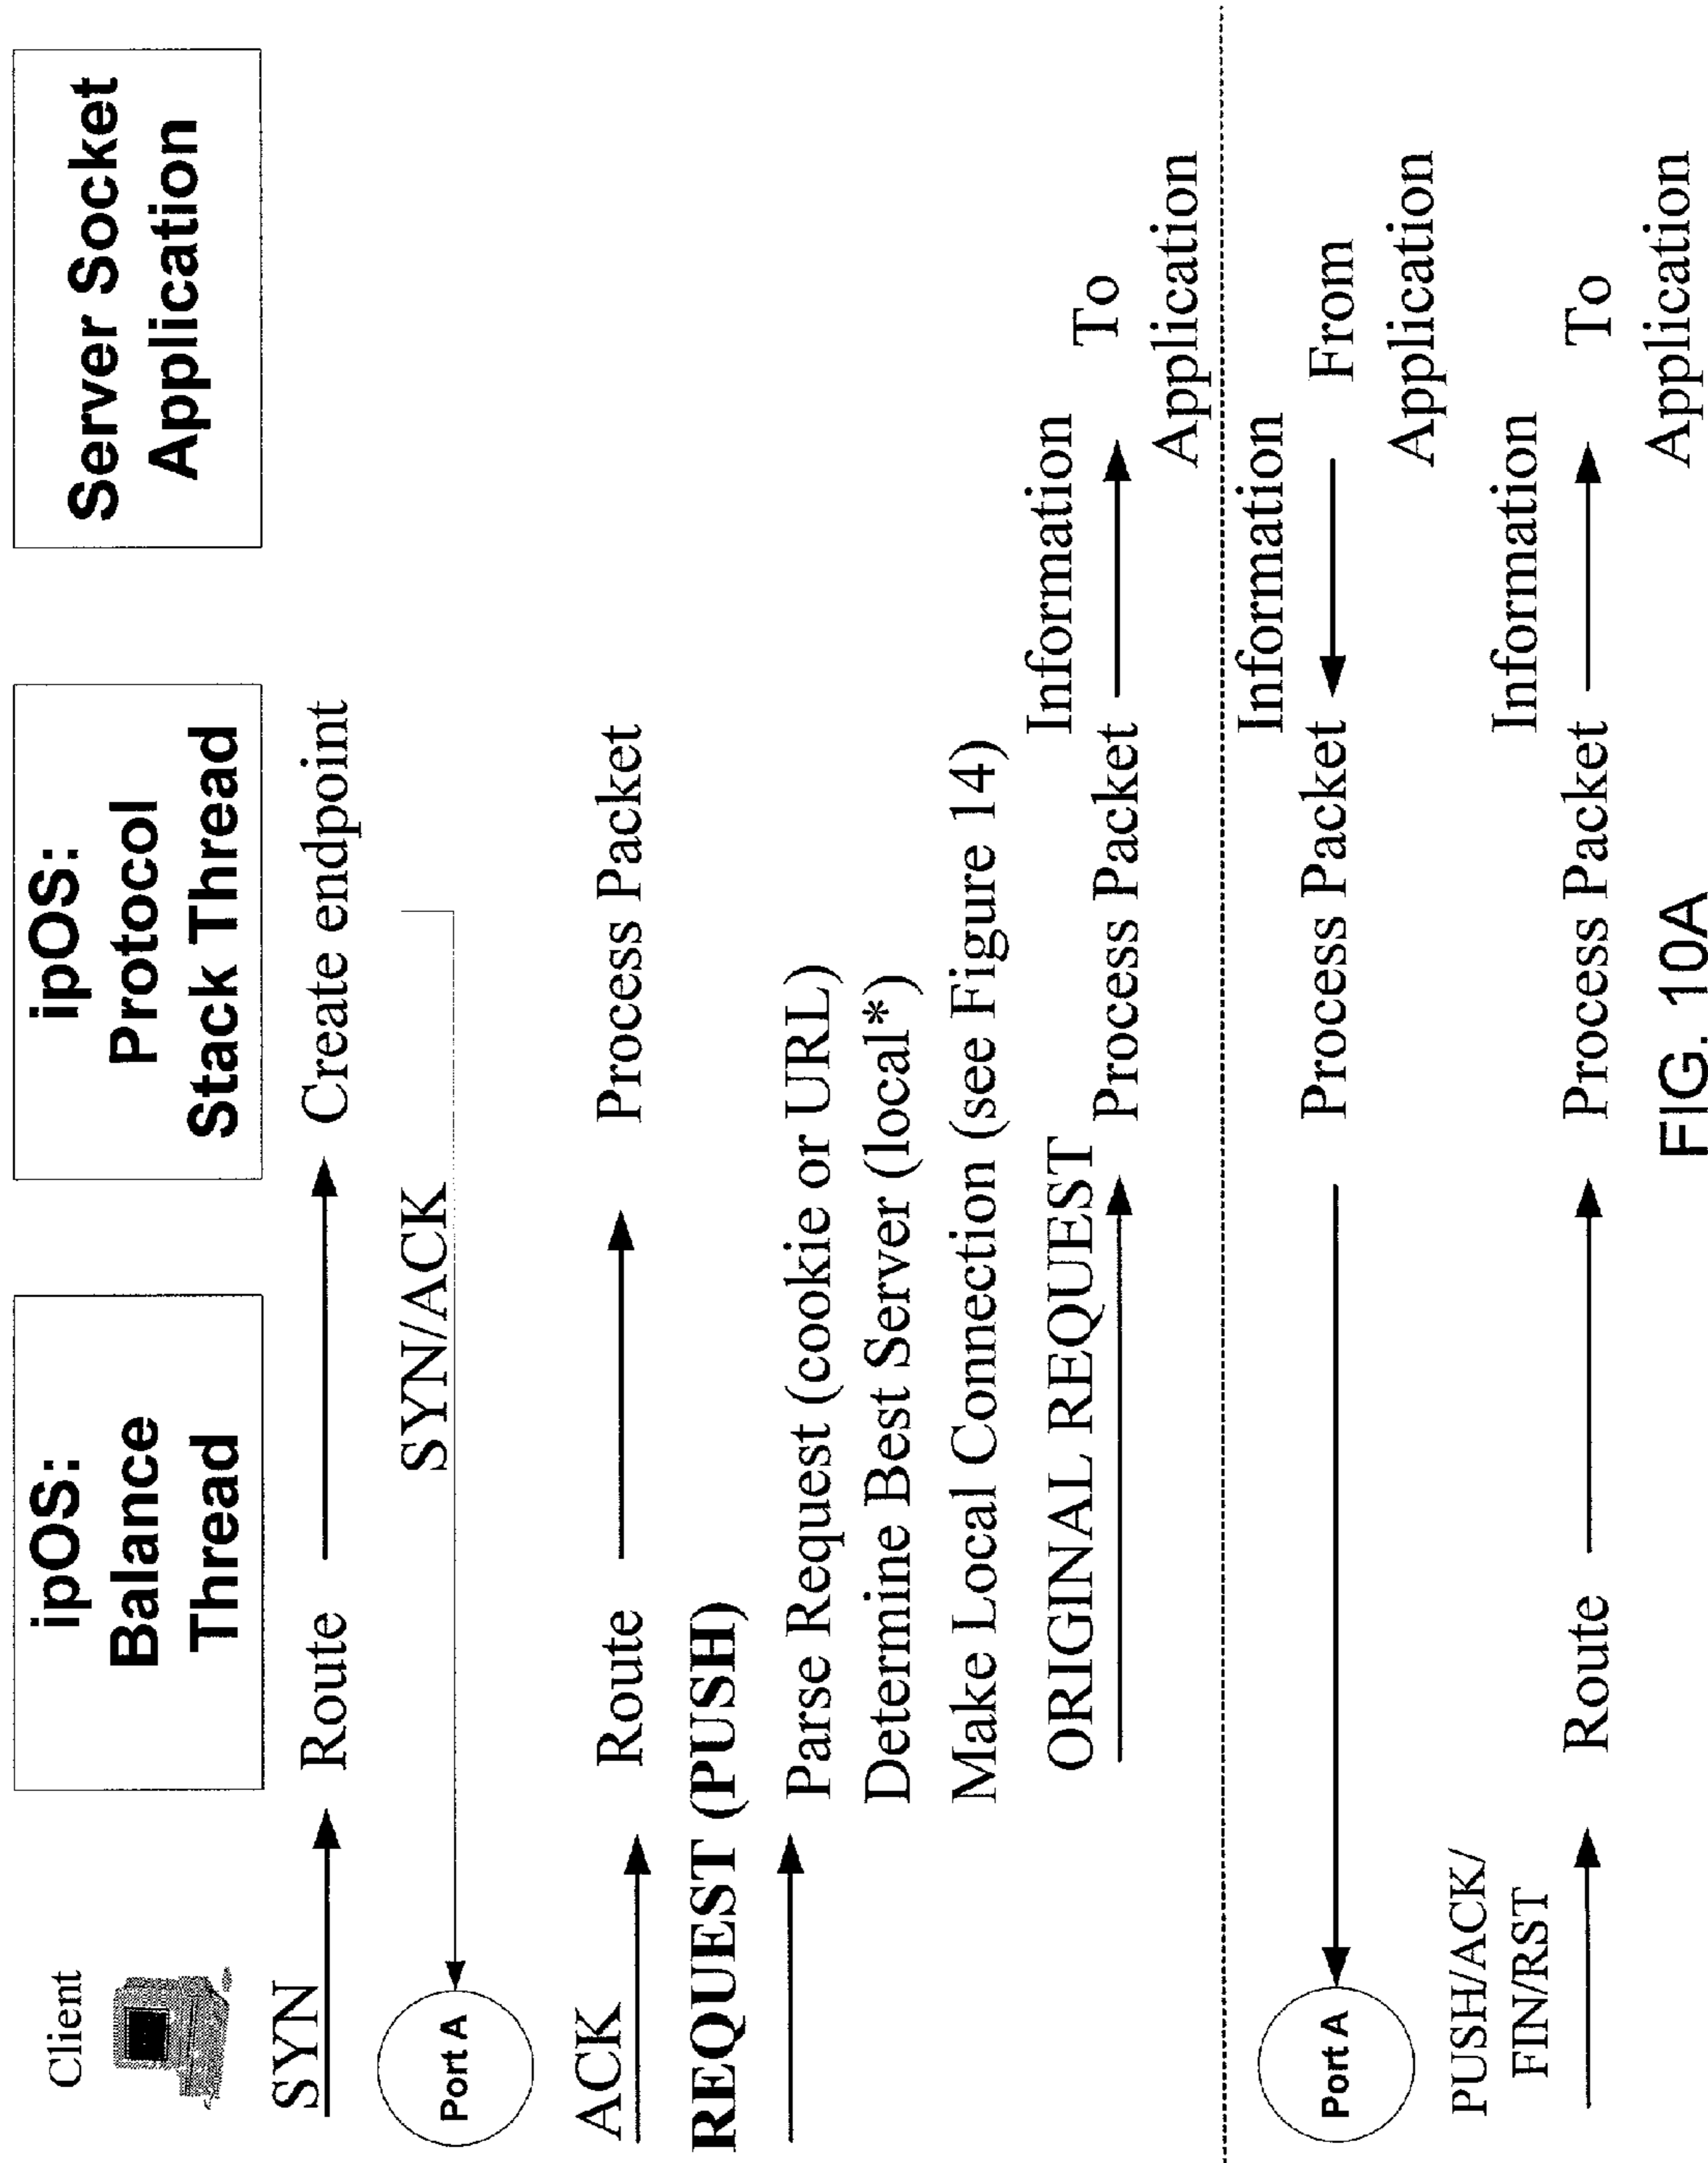 Client
ipOS:
Balance
Thread
ipOS:
Protocol
Stack Thread
Server Socket
Application
SYN
Route
Create endpoint
SYN/ACK
Port A
ACK
Route
Process Packet
REQUEST (PUSH)
Parse Request (cookie or URL)
Determine Best Server (local*)
Make Local Connection (see Figure 14)
ORIGINAL REQUEST
Process Packet
Information
To
Application
Port A
Process Packet
Information
From
Application
PUSH/ACK/
FIN/RST
Route
Process Packet
Information
To
Application
FIG. 10A